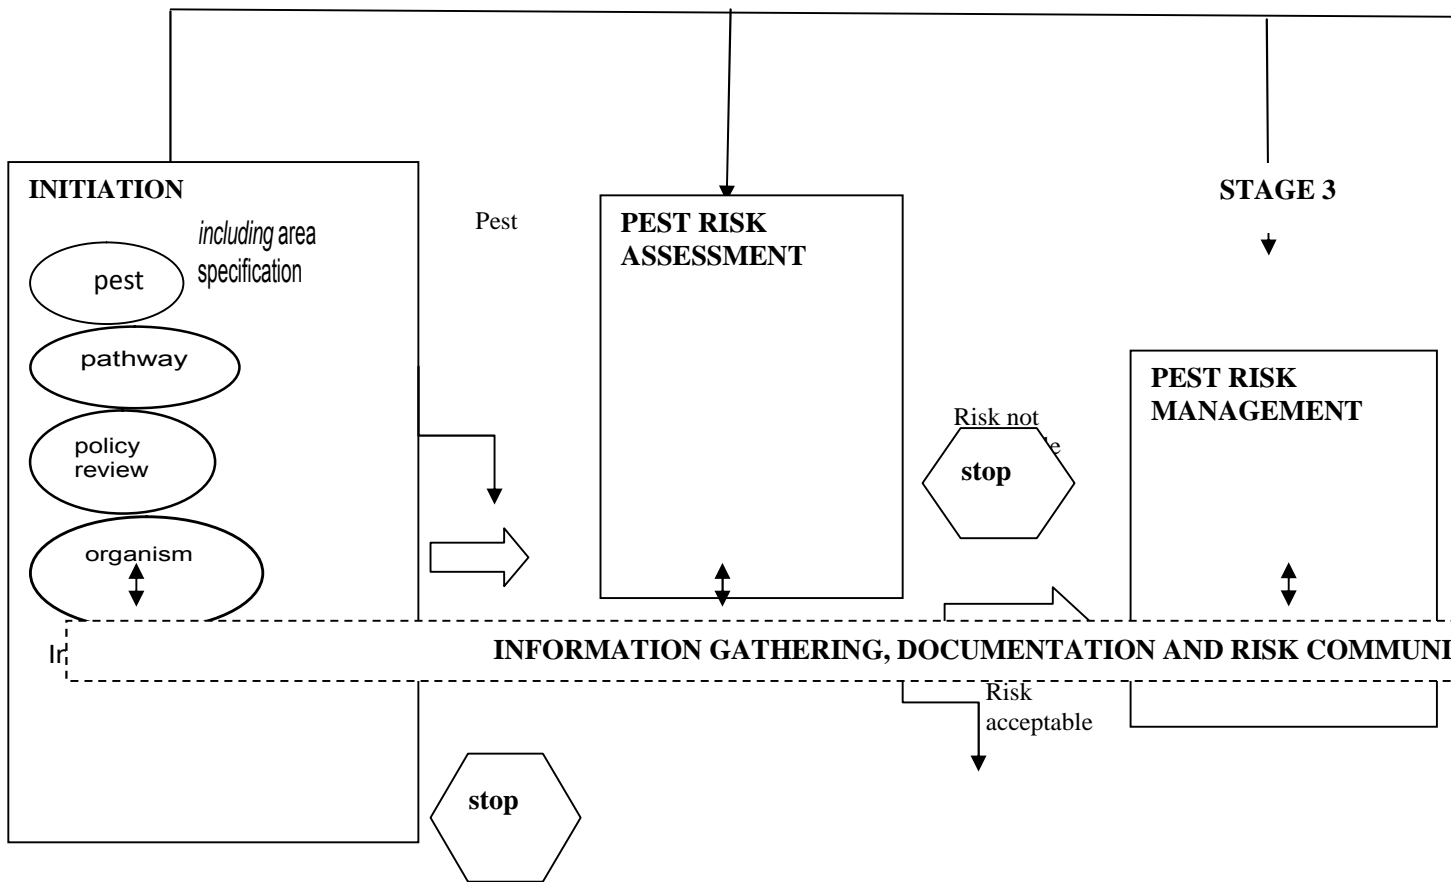 INITIATION
including area
specification
pest
pathway
policy
review
organism
Pest
PEST RISK
ASSESSMENT
Risk not
stop
STAGE 3
PEST RISK
MANAGEMENT
INFORMATION GATHERING, DOCUMENTATION AND RISK
Risk
acceptable
stop